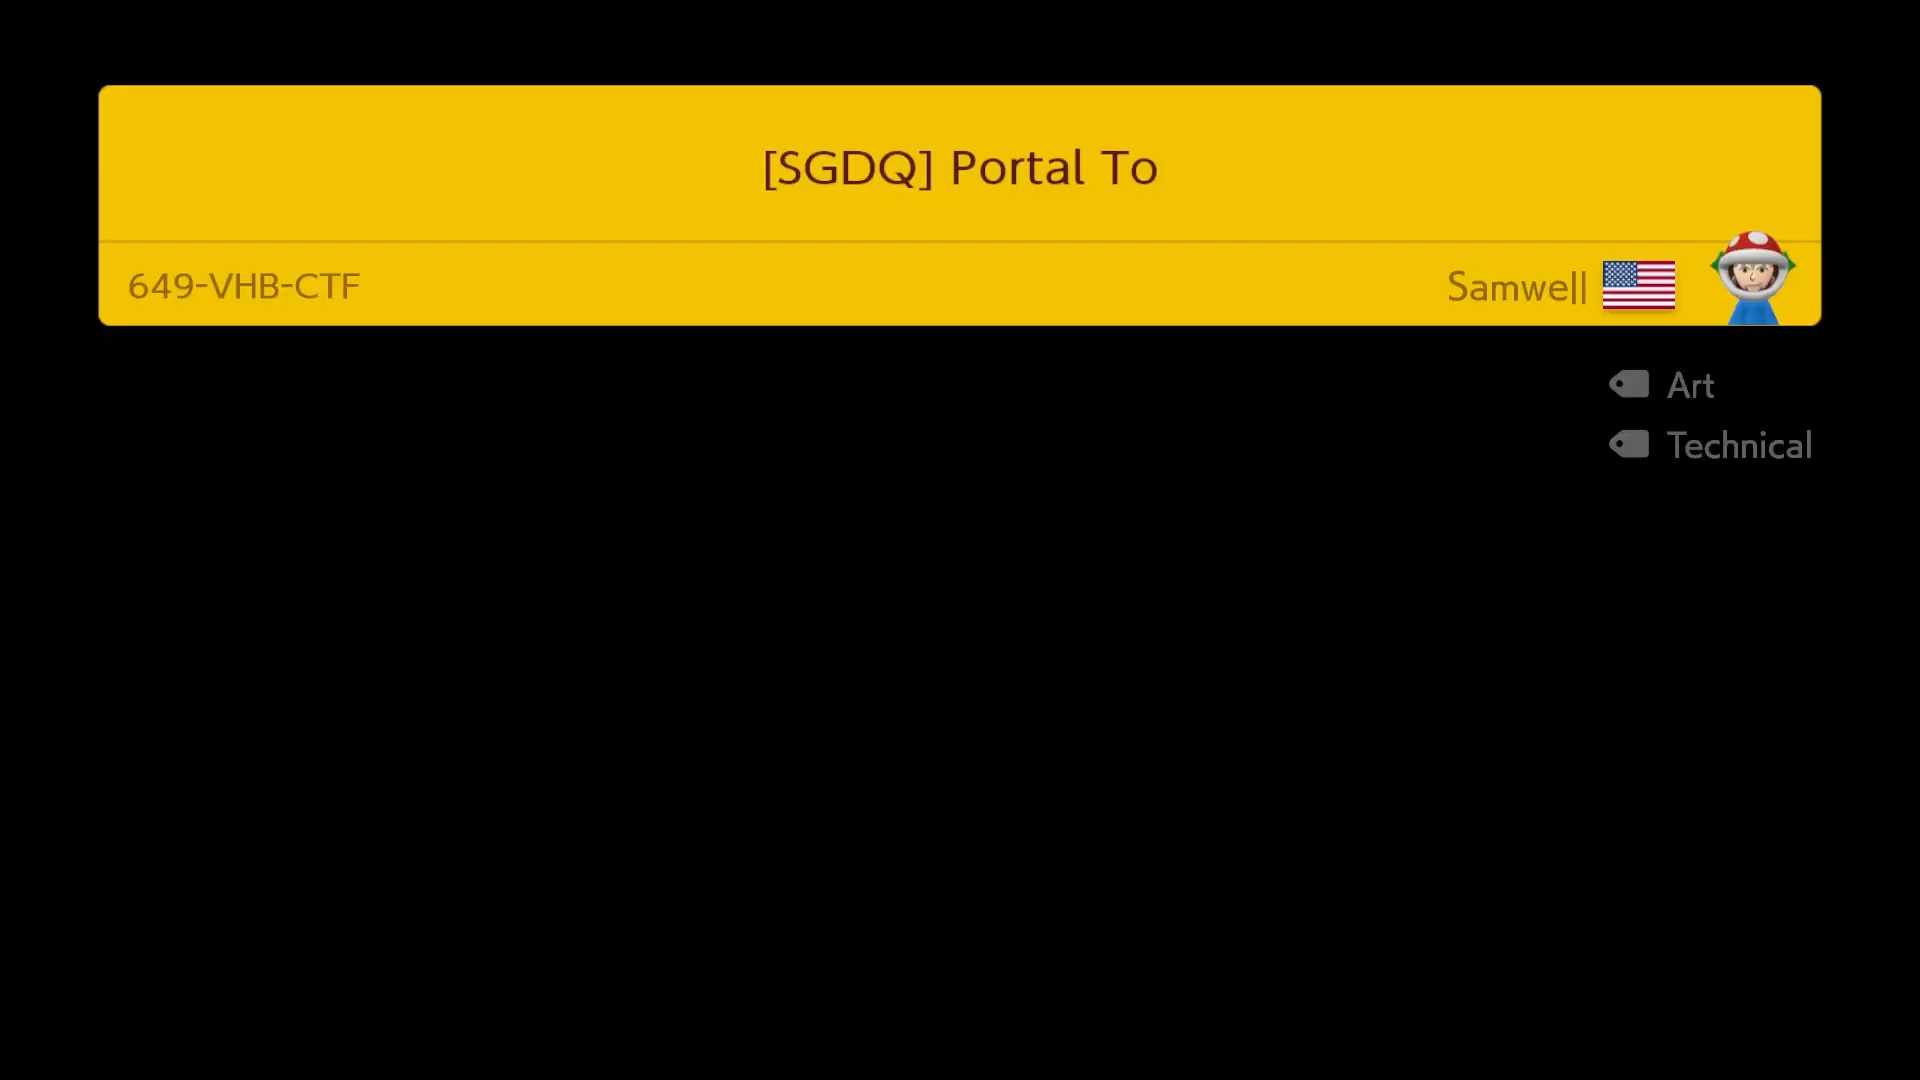 [SGDQ] Portal To
649-VHB-CTF
Samwell
Art
Technical